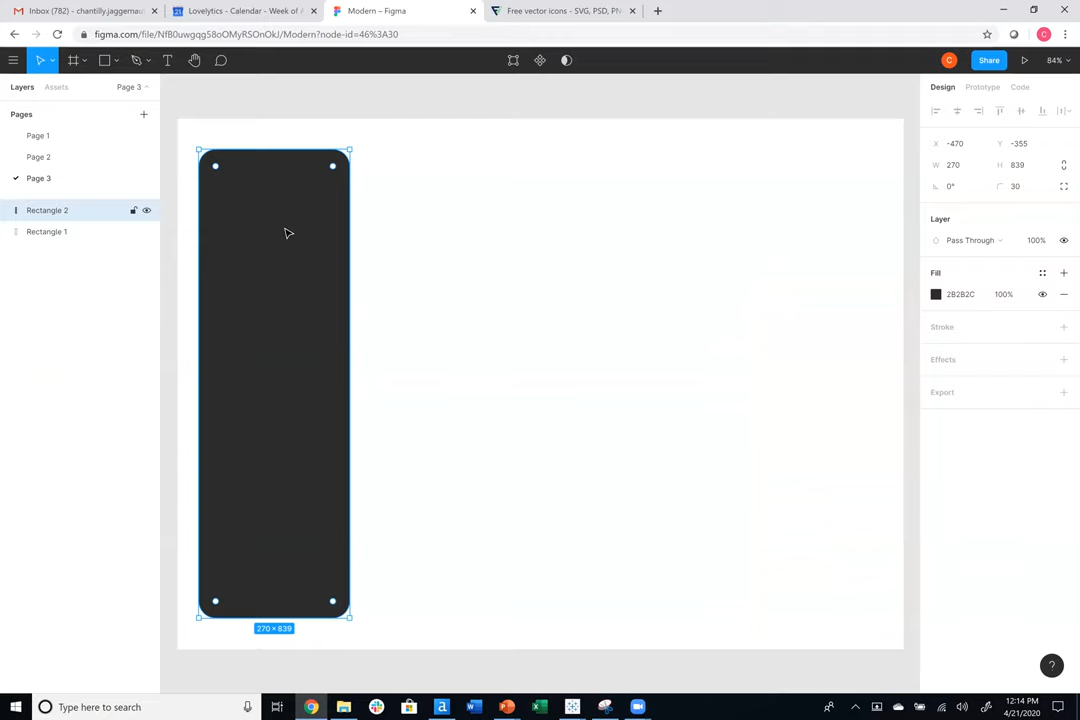 Inbox (782) - chantilly.jaggernau
Lovelytics - Calendar - Week of A
Modern – Figma
Free vector icons - SVG, PSD, PN
figma.com/file/NfB0uwgqg58oOMyRSOnOkJ/Modern?node-id=46%3A30
C
C
Share
84%
Layers
Assets
Page 3
Design
Prototype
Code
Pages
Page 1
Page 2
Page 3
Rectangle 2
Rectangle 1
X
-470
Y
-355
W
270
H
839
0°
30
Layer
Pass Through
100%
Fill
2B2B2C
100%
Stroke
Effects
Export
270 × 839
?
Type here to search
12:14 PM
4/21/2020